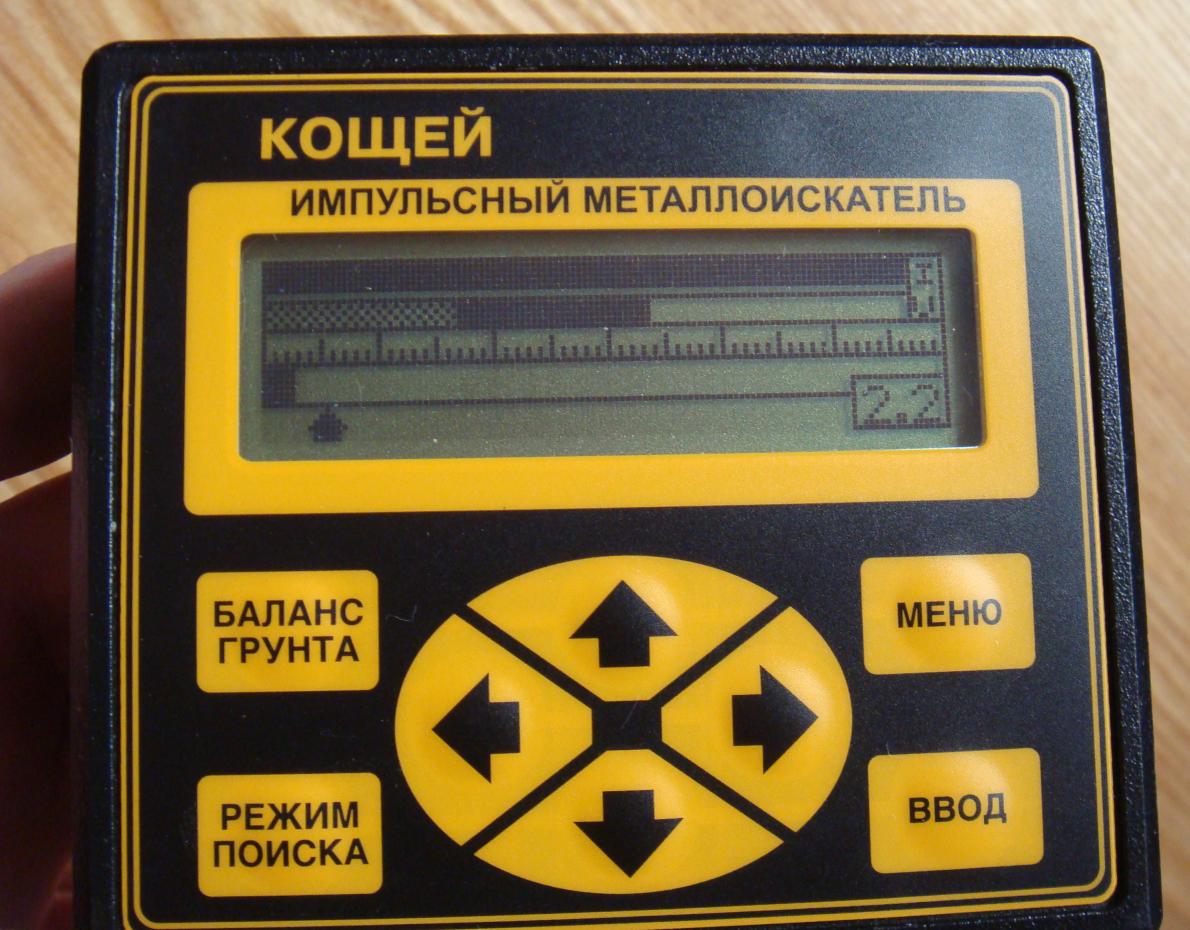 КОЩЕЙ
ИМПУЛЬСНЫЙ МЕТАЛЛОИСКАТЕЛЬ
2.2
БАЛАНС
ГРУНТА
МЕНЮ
РЕЖИМ
ПОИСКА
ВВОД